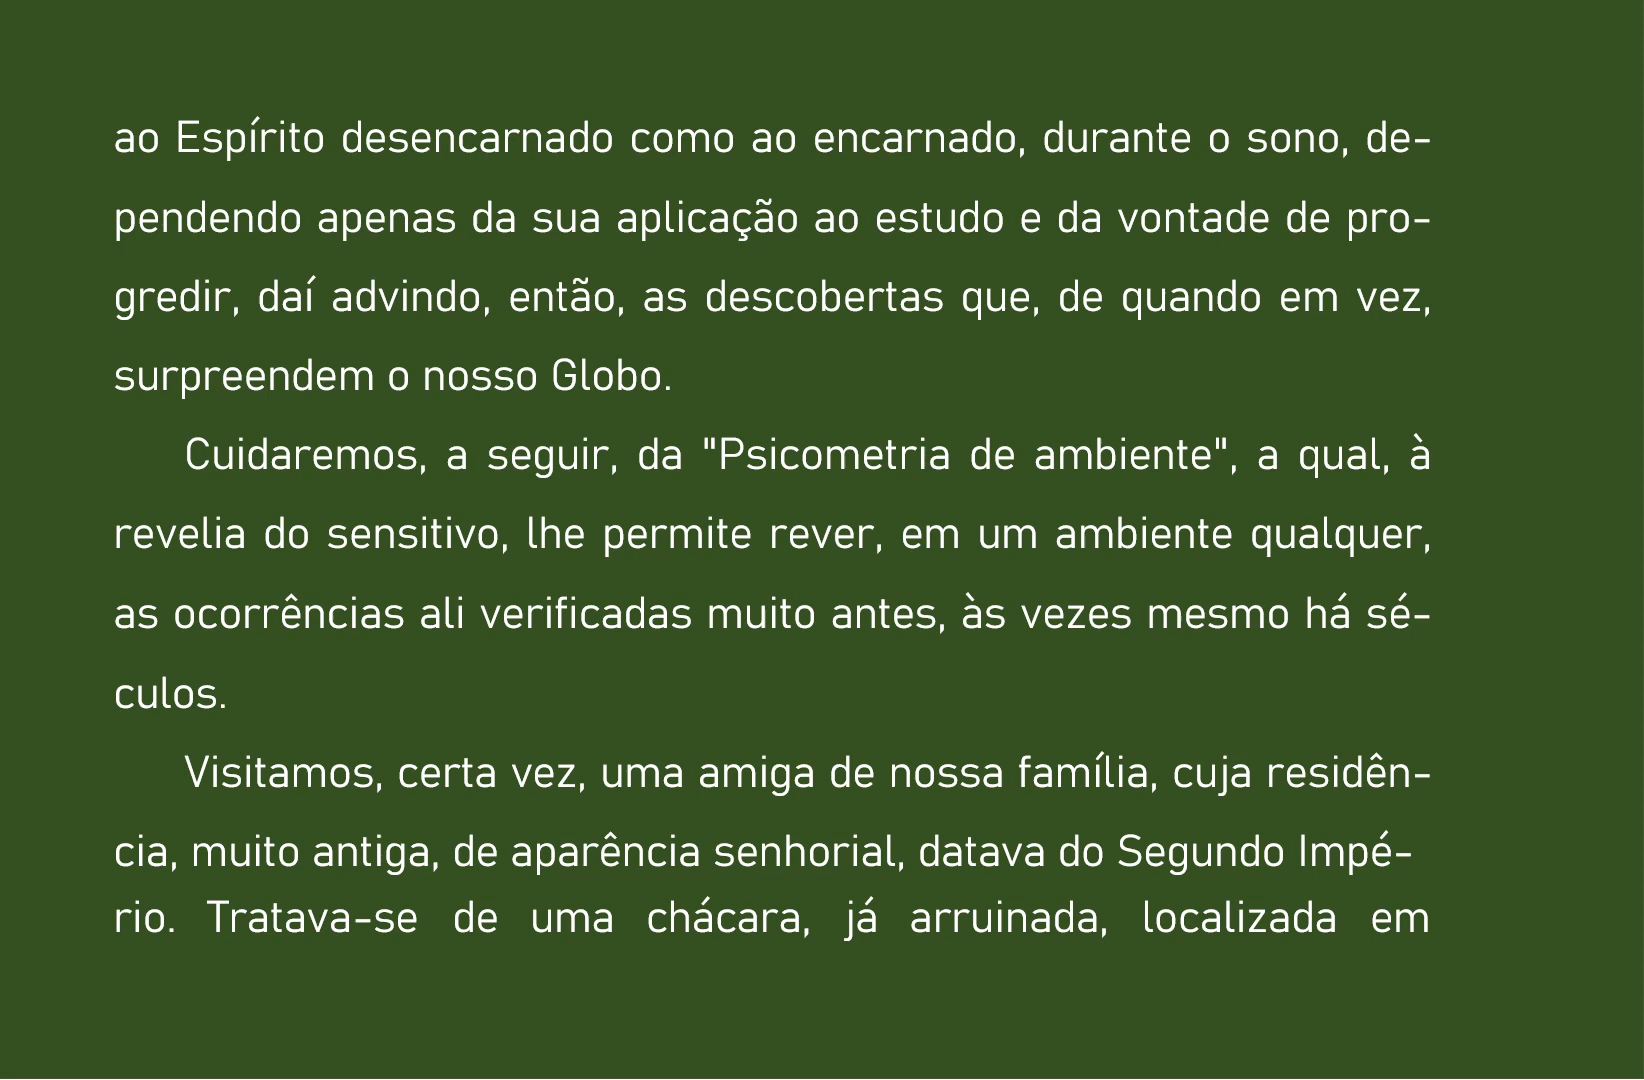 ao Espírito desencarnado como ao encarnado, durante o sono, de-
pendendo apenas da sua aplicação ao estudo e da vontade de pro-
gredir, daí advindo, então, as descobertas que, de quando em vez,
surpreendem o nosso Globo.
Cuidaremos, a seguir, da "Psicometria de ambiente", a qual, à
revelia do sensitivo, lhe permite rever, em um ambiente qualquer,
as ocorrências ali verificadas muito antes, às vezes mesmo há sé-
culos.
Visitamos, certa vez, uma amiga de nossa família, cuja residên-
cia, muito antiga, de aparência senhorial, datava do Segundo Impé-
rio. Tratava-se de uma chácara, já arruinada, localizada em